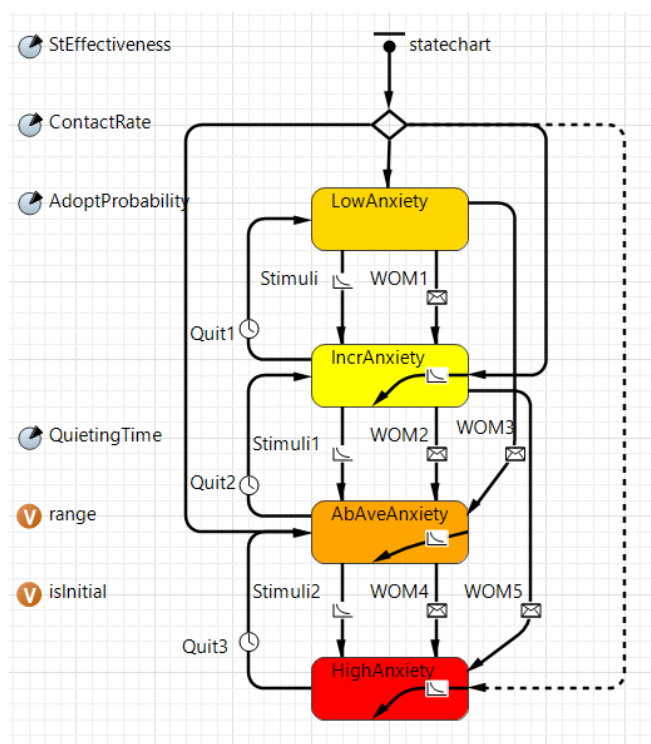 StEffectiveness
statechart
ContactRate
AdoptProbability
LowAnxiety
Stimuli
WOM1
Quit1
IncrAnxiety
QuietingTime
Stimuli1
WOM2
WOM3
Quit2
V range
AbAveAnxiety
V isInitial
Stimuli2
WOM4
WOM5
Quit3
HighAnxiety